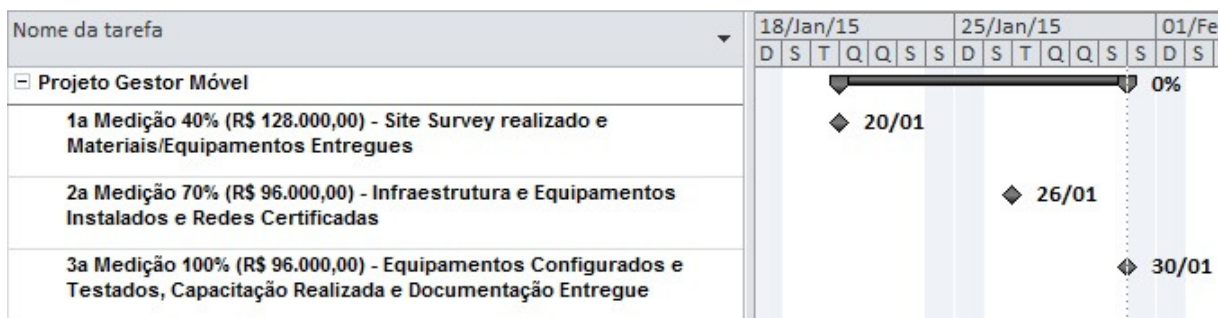 Nome da tarefa
18/Jan/15 25/Jan/15 01/Fe
D S T Q Q S S D S T Q Q S S D S
Projeto Gestor Móvel
0%
1a Medição 40% (R$ 128.000,00) - Site Survey realizado e
Materiais/Equipamentos Entregues
20/01
2a Medição 70% (R$ 96.000,00) - Infraestrutura e Equipamentos
Instalados e Redes Certificadas
26/01
3a Medição 100% (R$ 96.000,00) - Equipamentos Configurados e
Testados, Capacitação Realizada e Documentação Entregue
30/01